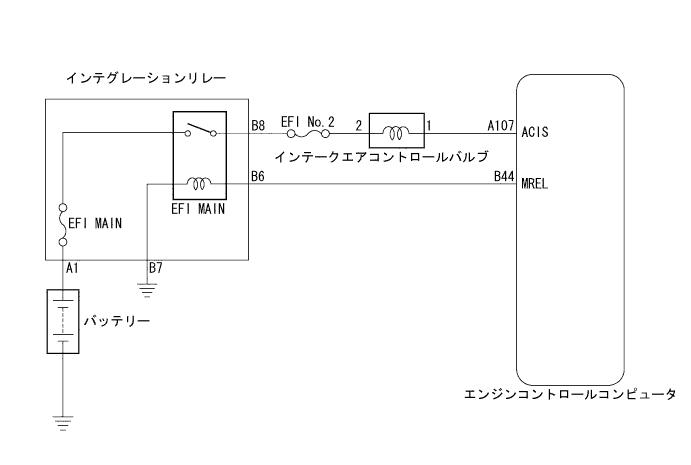 インテグレーションリレー
B8
EFI No.2
2
1
A107
ACIS
インテークエアコントロールバルブ
B6
B44
MREL
EFI MAIN
EFI MAIN
A1
B7
バッテリー
エンジンコントロールコンピュータ